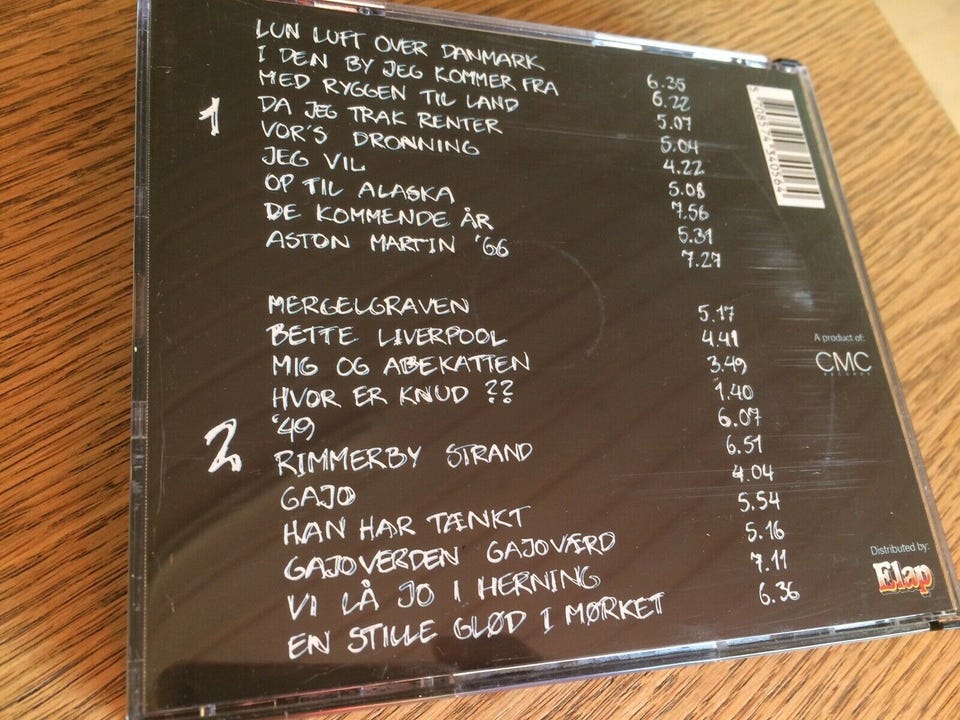 1
LUN LUFT OVER DANMARK 6.35
I DEN BY JEG KOMMER FRA 6.22
MED RYGGEN TIL LAND 5.07
DA JEG TRAK RENTER 5.04
VOR'S DRONNING 4.22
JEG VIL 5.08
OP TIL ALASKA 7.56
DE KOMMENDE ÅR 5.31
ASTON MARTIN '66 7.27
2
MERGELGRAVEN 5.17
BETTE LIVERPOOL 4.41
MIG OG ABEKATTEN 3.49
HVOR ER KNUD ?? 1.40
'49 6.07
RIMMERBY STRAND 6.51
GAJO 4.04
HAN HAR TÆNKT 5.54
GAJOVERDEN GAJOVÆRD 5.16
VI LÅ JO I HERNING 7.11
EN STILLE GLØD I MØRKET 6.36
A product of:
CMC
Distributed by:
Elap